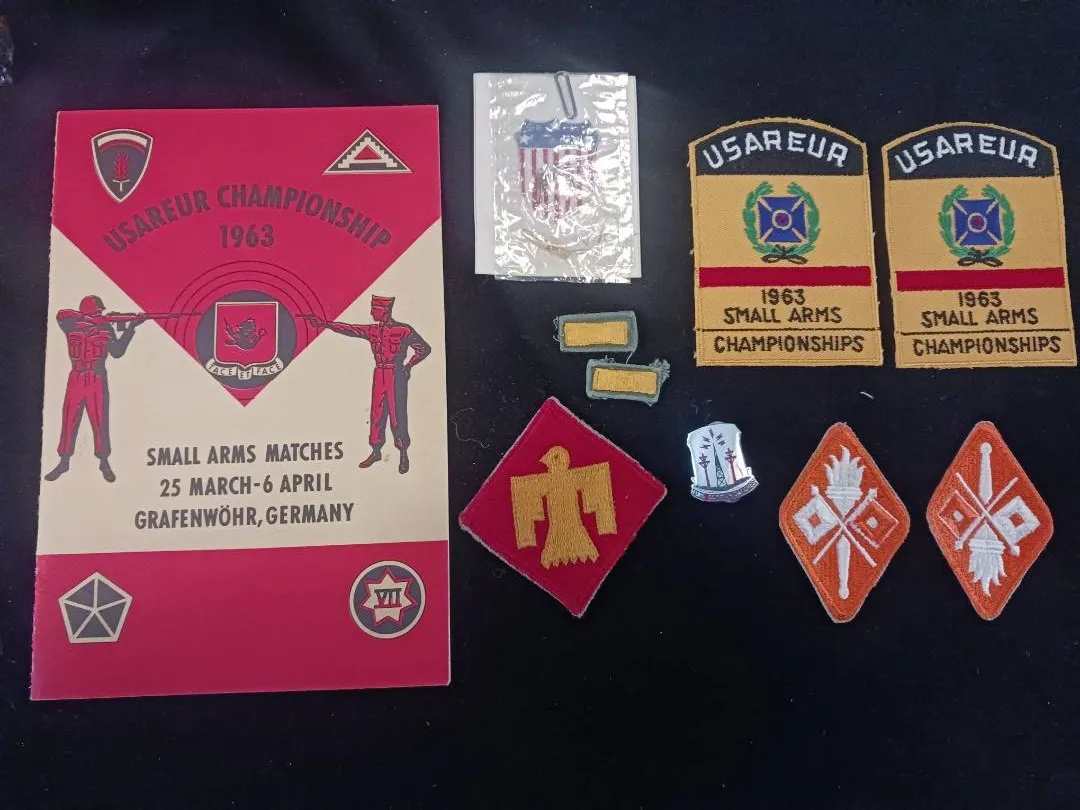 USAREUR CHAMPIONSHIP
1963
FACE ET FACE
SMALL ARMS MATCHES
25 MARCH-6 APRIL
GRAFENWÖHR, GERMANY
VII
USAREUR
1963
SMALL ARMS
CHAMPIONSHIPS
USAREUR
1963
SMALL ARMS
CHAMPIONSHIPS